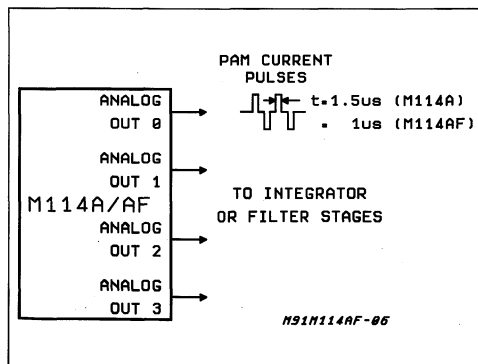 PAM CURRENT
PULSES
ANALOG
OUT 0
t=1.5us (M114A)
= 1us (M114AF)
ANALOG
OUT 1
M114A/AF
TO INTEGRATOR
OR FILTER STAGES
ANALOG
OUT 2
ANALOG
OUT 3
M91M114AF-06